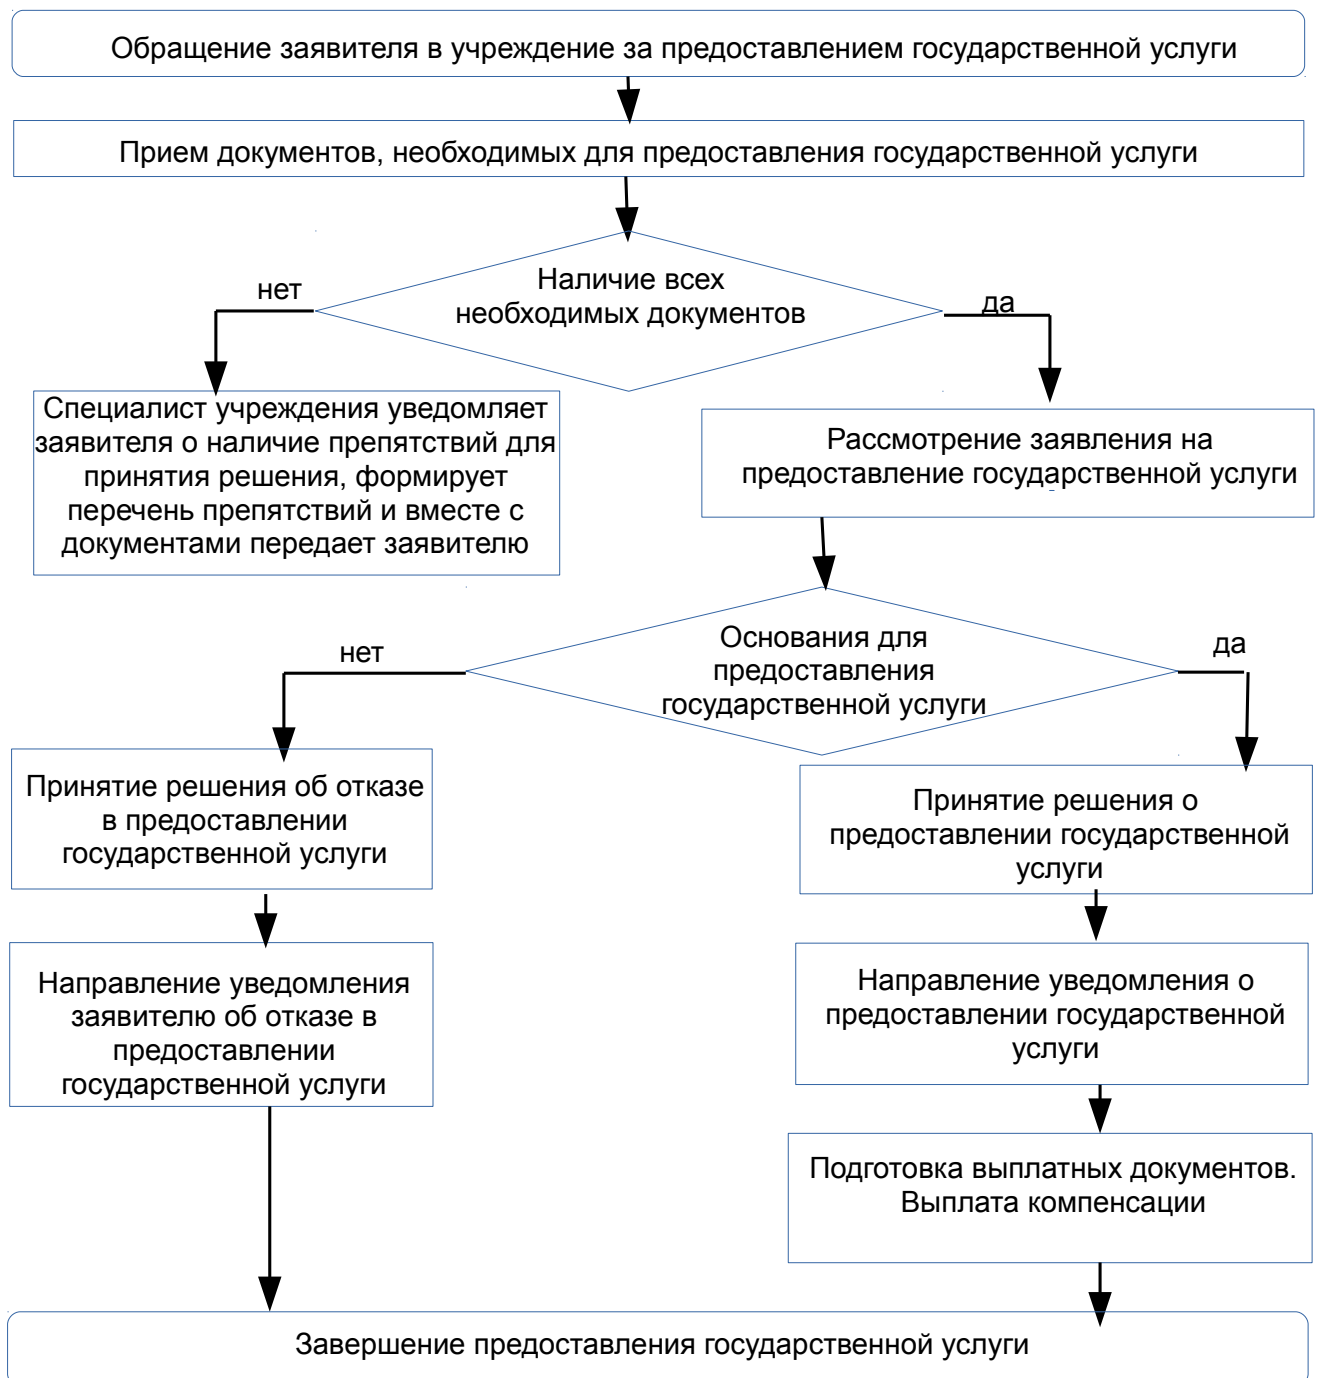 Обращение заявителя в учреждение за предоставлением государственной услуги
Прием документов, необходимых для предоставления государственной услуги
Наличие всех
необходимых документов
нет
да
Специалист учреждения уведомляет
заявителя о наличие препятствий для
принятия решения, формирует
перечень препятствий и вместе с
документами передает заявителю
Рассмотрение заявления на
предоставление государственной услуги
Основания для
предоставления
государственной услуги
нет
да
Принятие решения об отказе
в предоставлении
государственной услуги
Принятие решения о
предоставлении государственной
услуги
Направление уведомления
заявителю об отказе в
предоставлении
государственной услуги
Направление уведомления о
предоставлении государственной
услуги
Подготовка выплатных документов.
Выплата компенсации
Завершение предоставления государственной услуги